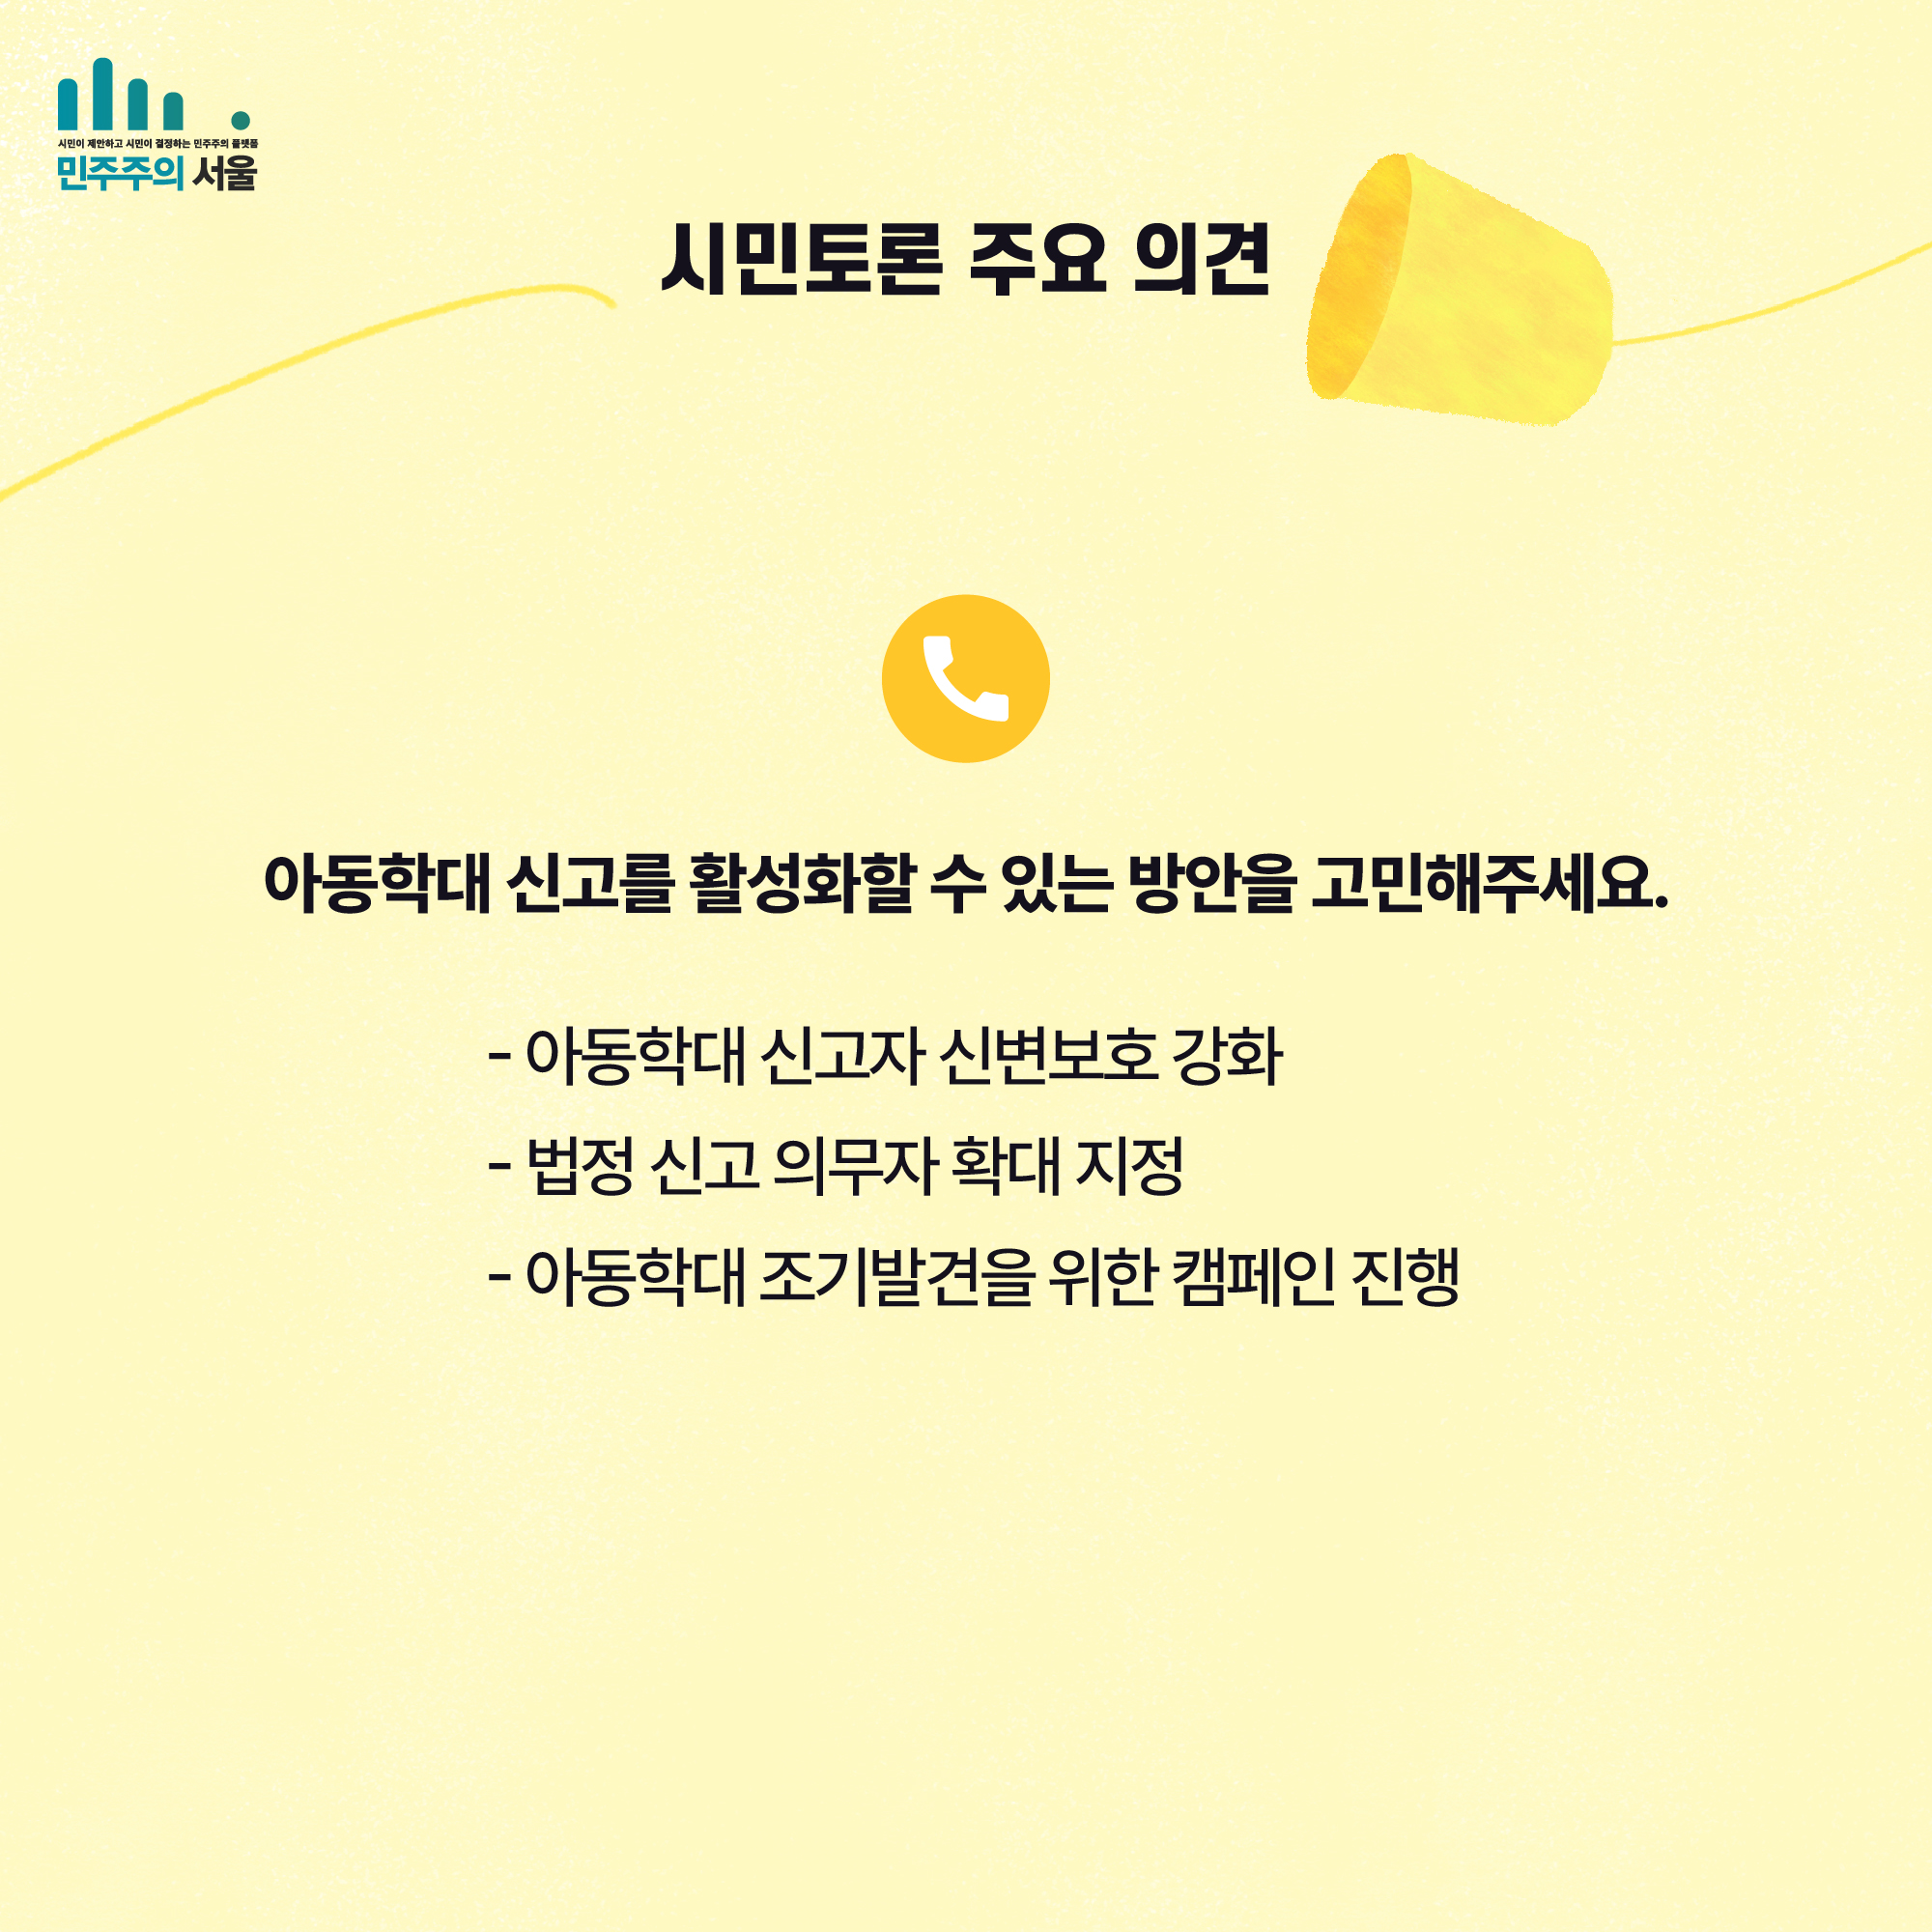 시민이 제안하고 시민이 결정하는 민주주의 플랫폼
민주주의 서울
시민토론 주요 의견
아동학대 신고를 활성화할 수 있는 방안을 고민해주세요.
- 아동학대 신고자 신변보호 강화
- 법정 신고 의무자 확대 지정
- 아동학대 조기발견을 위한 캠페인 진행